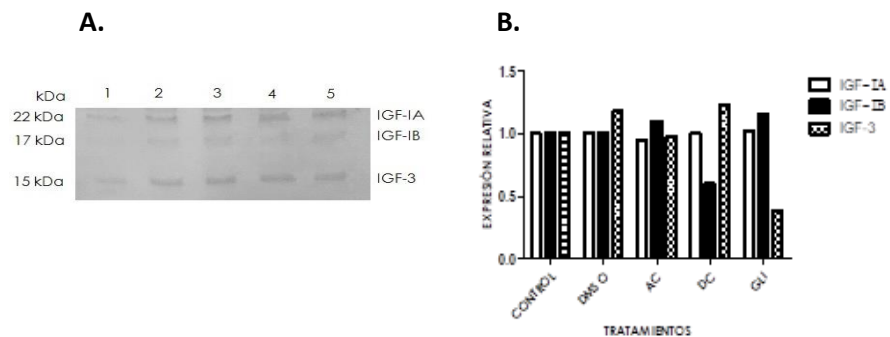 A.
kDa 1 2 3 4 5
22 kDa IGF-IA
17 kDa IGF-IB
15 kDa IGF-3
B.
EXPRESIÓN RELATIVA
1.5
1.0
0.5
0.0
CONTROL
DMS O
AC
DC
GLI
TRATAMIENTOS
IGF-IA
IGF-IB
IGF-3